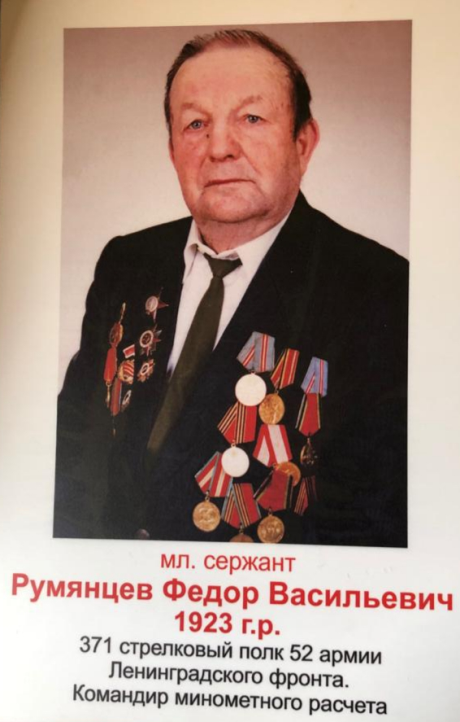 мл. сержант
Румянцев Федор Васильевич
1923 г.р.
371 стрелковый полк 52 армии
Ленинградского фронта.
Командир минометного расчета